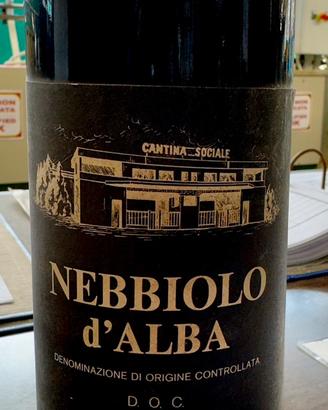 CANTINA SOCIALE
NEBBIOLO
d'ALBA
DENOMINAZIONE DI ORIGINE CONTROLLATA
D. O. C.